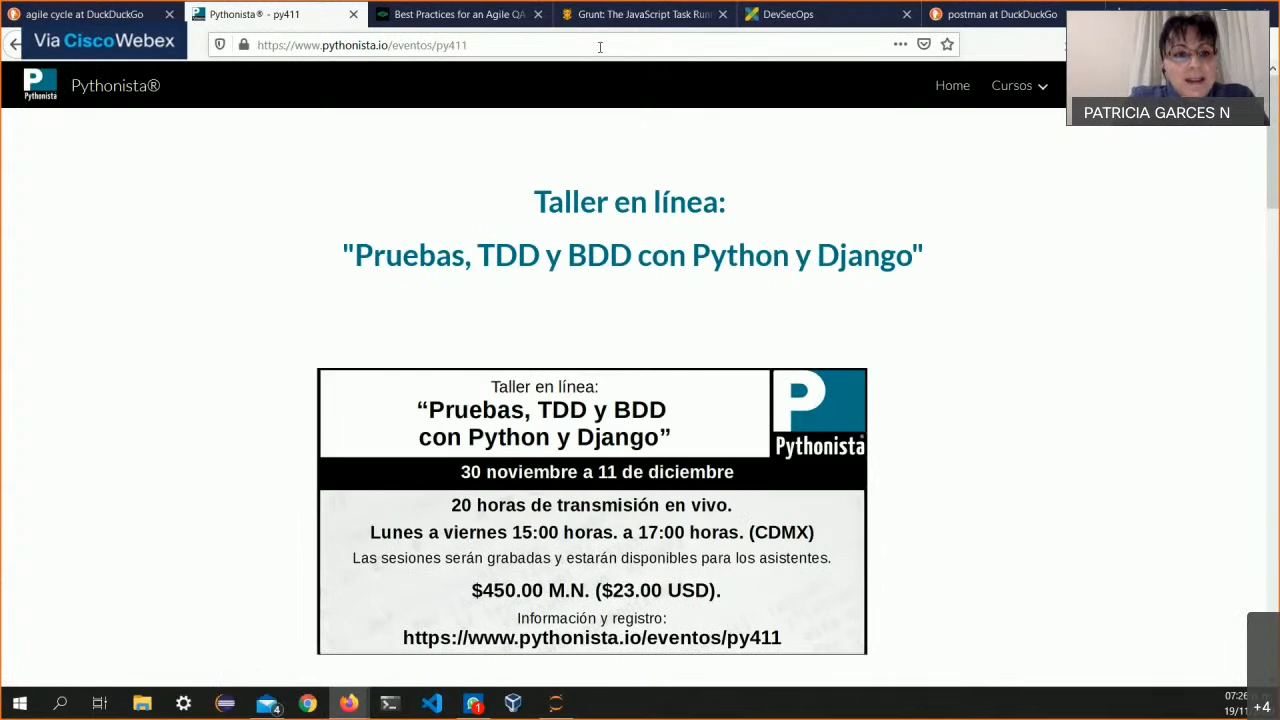 agile cycle at DuckDuckGo
Pythonista® - py411
Best Practices for an Agile QA
Grunt: The JavaScript Task Run
DevSecOps
postman at DuckDuckGo
Via CiscoWebex
https://www.pythonista.io/eventos/py411
P
Pythonista
Pythonista®
Home
Cursos
PATRICIA GARCES N
Taller en línea:
"Pruebas, TDD y BDD con Python y Django"
Taller en línea:
“Pruebas, TDD y BDD
con Python y Django”
P
Pythonista
30 noviembre a 11 de diciembre
20 horas de transmisión en vivo.
Lunes a viernes 15:00 horas. a 17:00 horas. (CDMX)
Las sesiones serán grabadas y estarán disponibles para los asistentes.
$450.00 M.N. ($23.00 USD).
Información y registro:
https://www.pythonista.io/eventos/py411
4
1
07:26
19/11
+4